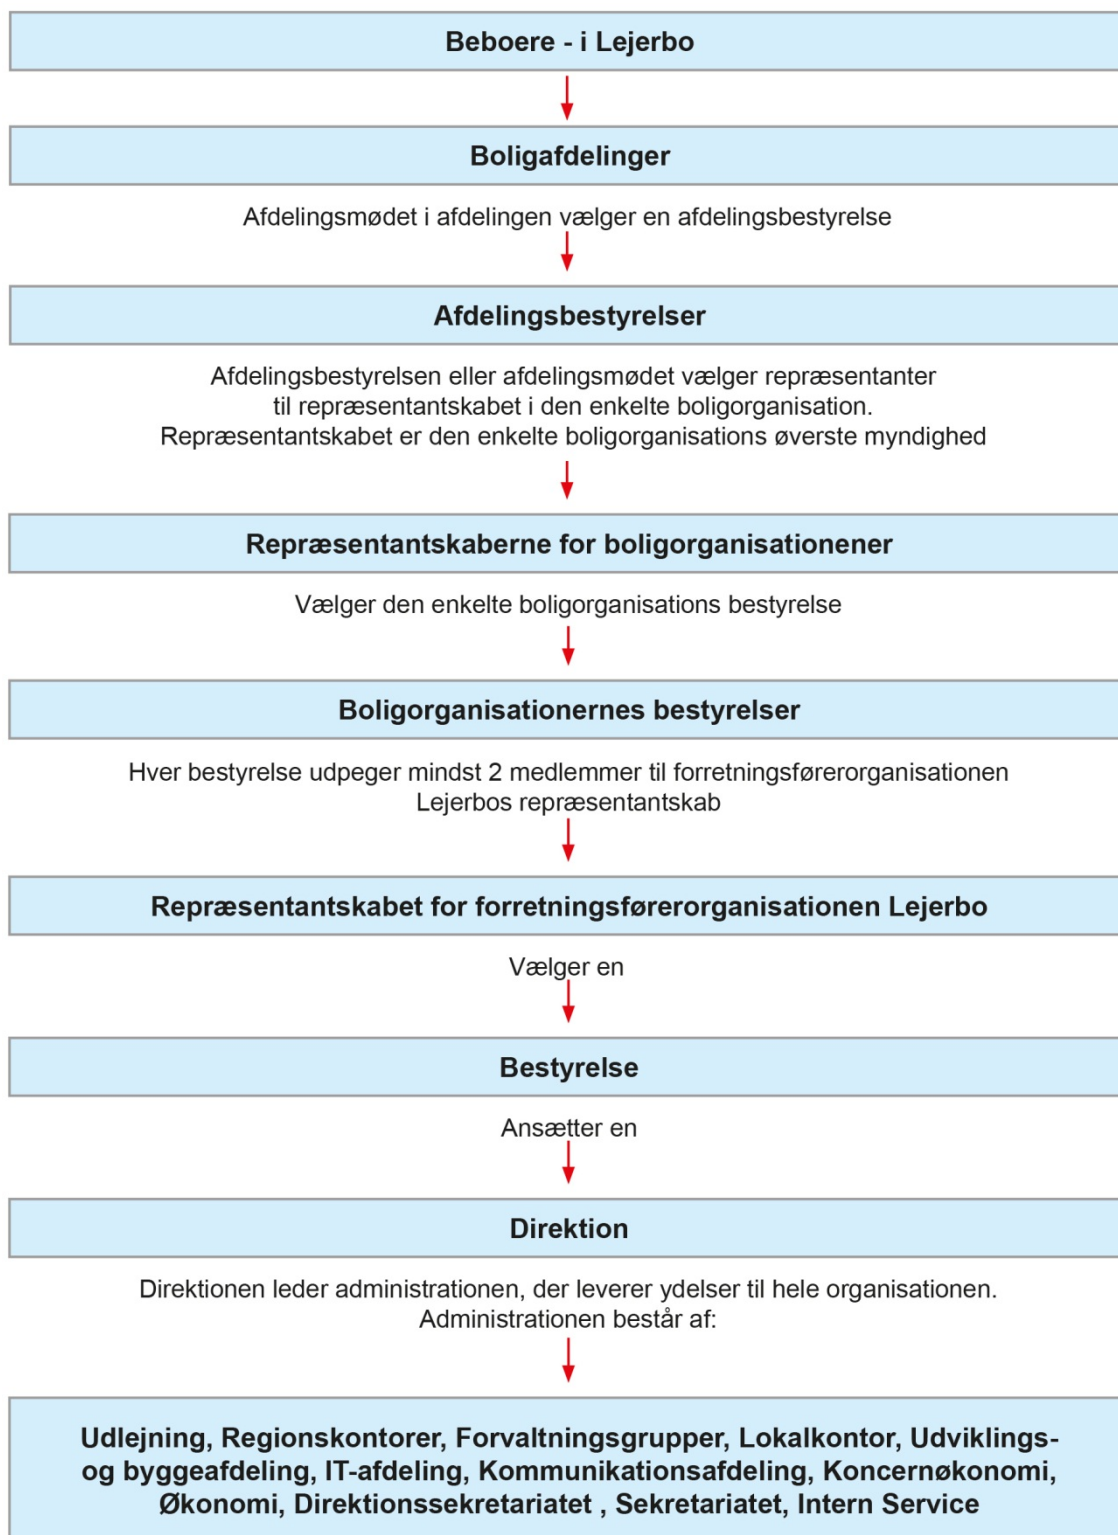 Beboere - i Lejerbo
Boligafdelinger
Afdelingsmødet i afdelingen vælger en afdelingsbestyrelse
Afdelingsbestyrelser
Afdelingsbestyrelsen eller afdelingsmødet vælger repræsentanter
til repræsentantskabet i den enkelte boligorganisation.
Repræsentantskabet er den enkelte boligorganisations øverste myndighed
Repræsentantskaberne for boligorganisationener
Vælger den enkelte boligorganisations bestyrelse
Boligorganisationernes bestyrelser
Hver bestyrelse udpeger mindst 2 medlemmer til forretningsførerorganisationen
Lejerbos repræsentantskab
Repræsentantskabet for forretningsførerorganisationen Lejerbo
Vælger en
Bestyrelse
Ansætter en
Direktion
Direktionen leder administrationen, der leverer ydelser til hele organisationen.
Administrationen består af:
Udlejning, Regionskontorer, Forvaltningsgrupper, Lokalkontor, Udviklings-
og byggeafdeling, IT-afdeling, Kommunikationsafdeling, Koncernøkonomi,
Økonomi, Direktionssekretariatet , Sekretariatet, Intern Service